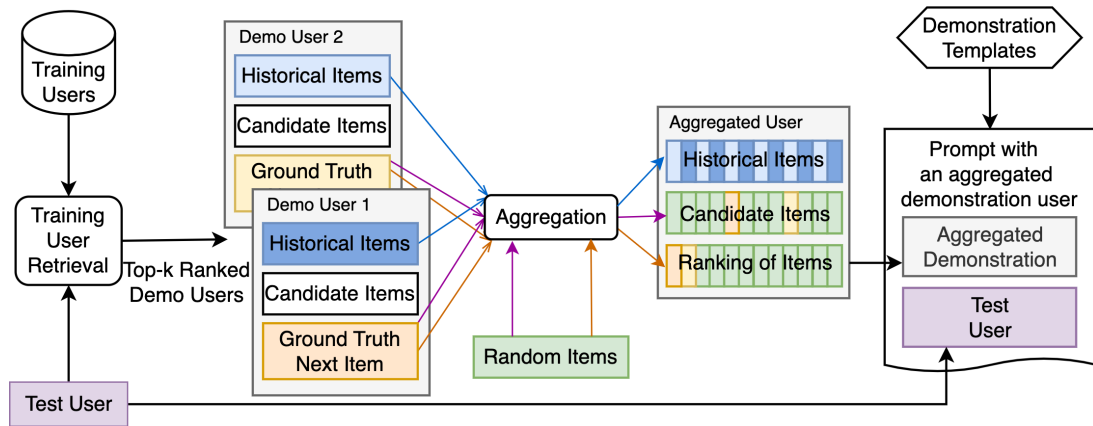 Training
Users
Training
User
Retrieval
Test User
Top-k Ranked
Demo Users
Demo User 2
Historical Items
Candidate Items
Ground Truth
Demo User 1
Historical Items
Candidate Items
Ground Truth
Next Item
Aggregation
Random Items
Aggregated User
Historical Items
Candidate Items
Ranking of Items
Demonstration
Templates
Prompt with
an aggregated
demonstration user
Aggregated
Demonstration
Test
User